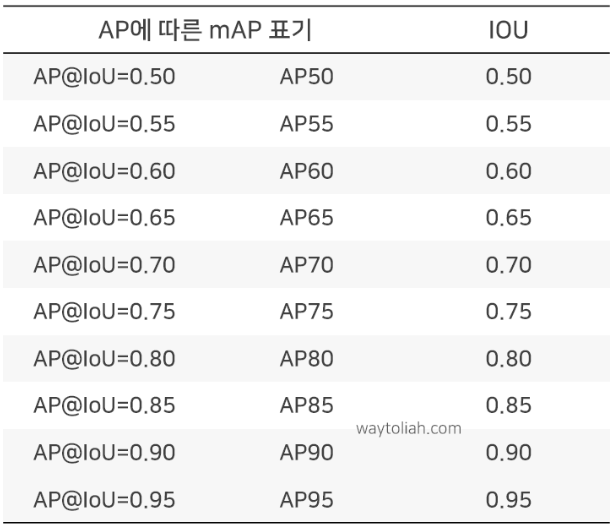 AP에 따른 mAP 표기 IOU
AP@IoU=0.50 AP50 0.50
AP@IoU=0.55 AP55 0.55
AP@IoU=0.60 AP60 0.60
AP@IoU=0.65 AP65 0.65
AP@IoU=0.70 AP70 0.70
AP@IoU=0.75 AP75 0.75
AP@IoU=0.80 AP80 0.80
AP@IoU=0.85 AP85 0.85
waytoliah.com
AP@IoU=0.90 AP90 0.90
AP@IoU=0.95 AP95 0.95